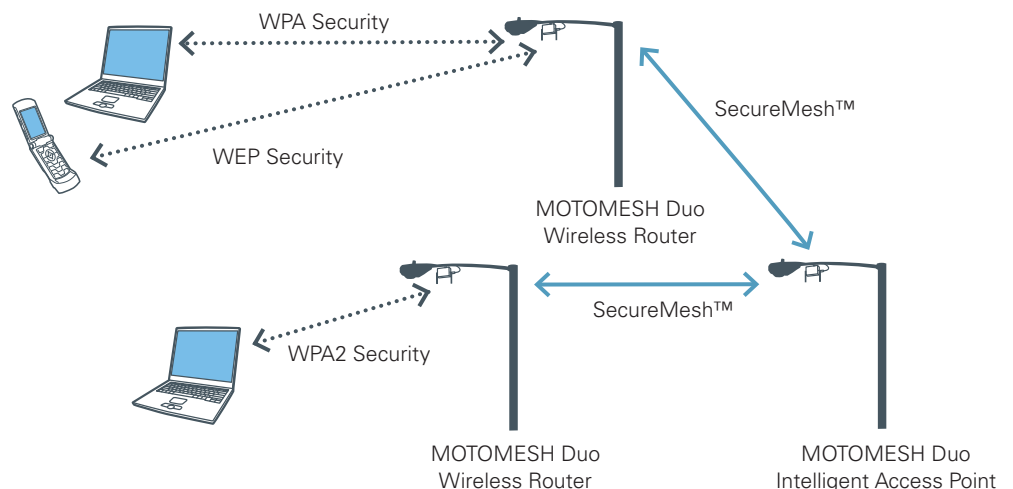 WPA Security
SecureMesh™
WEP Security
MOTOMESH Duo
Wireless Router
SecureMesh™
WPA2 Security
MOTOMESH Duo
Wireless Router
MOTOMESH Duo
Intelligent Access Point